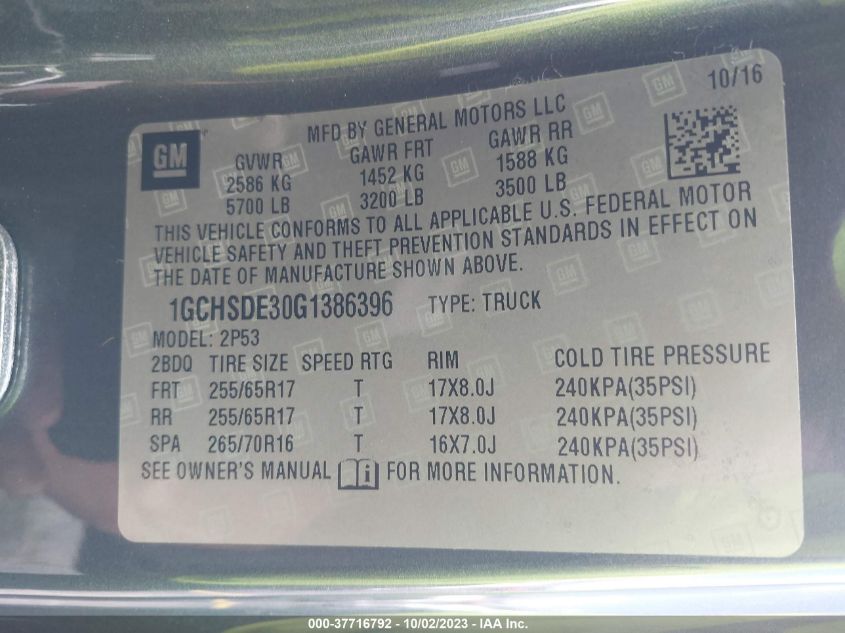 10/16
MFD BY GENERAL MOTORS LLC
GM
GVWR GAWR FRT GAWR RR
2586 KG 1452 KG 1588 KG
5700 LB 3200 LB 3500 LB
THIS VEHICLE CONFORMS TO ALL APPLICABLE U.S. FEDERAL MOTOR
VEHICLE SAFETY AND THEFT PREVENTION STANDARDS IN EFFECT ON
THE DATE OF MANUFACTURE SHOWN ABOVE.
1GCHSDE30G1386396 TYPE: TRUCK
MODEL: 2P53
2BDQ TIRE SIZE SPEED RTG RIM COLD TIRE PRESSURE
FRT 255/65R17 T 17X8.0J 240KPA(35PSI)
RR 255/65R17 T 17X8.0J 240KPA(35PSI)
SPA 265/70R16 T 16X7.0J 240KPA(35PSI)
SEE OWNER'S MANUAL i FOR MORE INFORMATION.
000-37716792 - 10/02/2023 - IAA Inc.